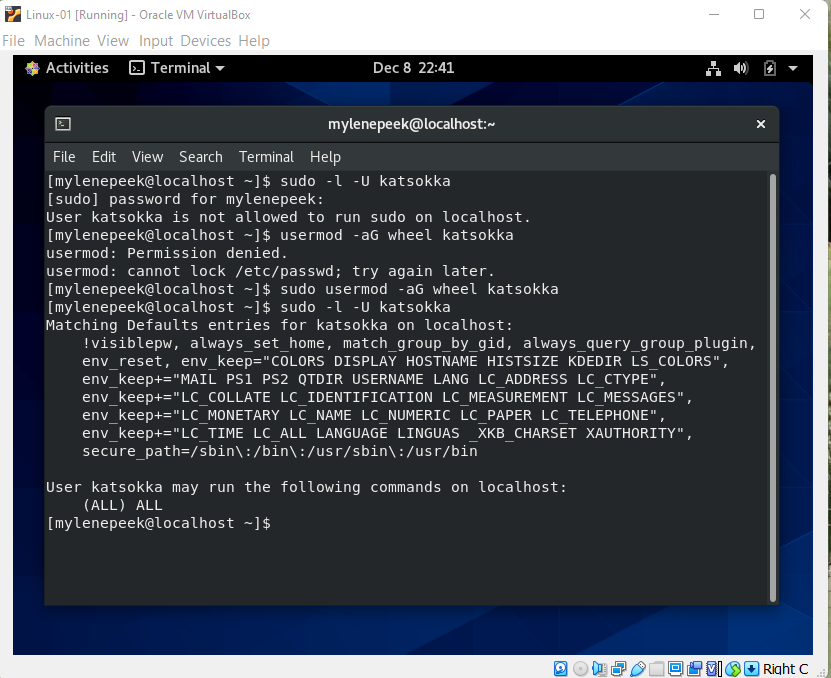 Linux-01 [Running] - Oracle VM VirtualBox
File Machine View Input Devices Help
Activities Terminal Dec 8 22:41
mylenepeek@localhost:~
File Edit View Search Terminal Help
[mylenepeek@localhost ~]$ sudo -l -U katsokka
[sudo] password for mylenepeek:
User katsokka is not allowed to run sudo on localhost.
[mylenepeek@localhost ~]$ usermod -aG wheel katsokka
usermod: Permission denied.
usermod: cannot lock /etc/passwd; try again later.
[mylenepeek@localhost ~]$ sudo usermod -aG wheel katsokka
[mylenepeek@localhost ~]$ sudo -l -U katsokka
Matching Defaults entries for katsokka on localhost:
    !visiblepw, always_set_home, match_group_by_gid, always_query_group_plugin,
    env_reset, env_keep="COLORS DISPLAY HOSTNAME HISTSIZE KDEDIR LS_COLORS",
    env_keep+="MAIL PS1 PS2 QTDIR USERNAME LANG LC_ADDRESS LC_CTYPE",
    env_keep+="LC_COLLATE LC_IDENTIFICATION LC_MEASUREMENT LC_MESSAGES",
    env_keep+="LC_MONETARY LC_NAME LC_NUMERIC LC_PAPER LC_TELEPHONE",
    env_keep+="LC_TIME LC_ALL LANGUAGE LINGUAS _XKB_CHARSET XAUTHORITY",
    secure_path=/sbin\:/bin\:/usr/sbin\:/usr/bin
User katsokka may run the following commands on localhost:
    (ALL) ALL
[mylenepeek@localhost ~]$
Right C